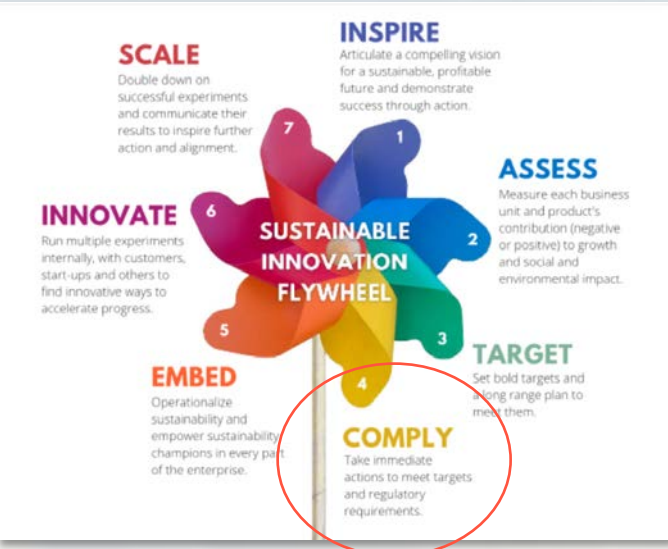 INSPIRE
Articulate a compelling vision
for a sustainable, profitable
future and demonstrate
success through action.
1
ASSESS
Measure each business
unit and product's
contribution (negative
or positive) to growth
and social and
environmental impact.
2
TARGET
Set bold targets and
a long range plan to
meet them.
3
COMPLY
Take immediate
actions to meet targets
and regulatory
requirements.
4
EMBED
Operationalize
sustainability and
empower sustainability
champions in every part
of the enterprise.
5
INNOVATE
Run multiple experiments
internally, with customers,
start-ups and others to
find innovative ways to
accelerate progress.
6
SCALE
Double down on
successful experiments
and communicate their
results to inspire further
action and alignment.
7
SUSTAINABLE
INNOVATION
FLYWHEEL